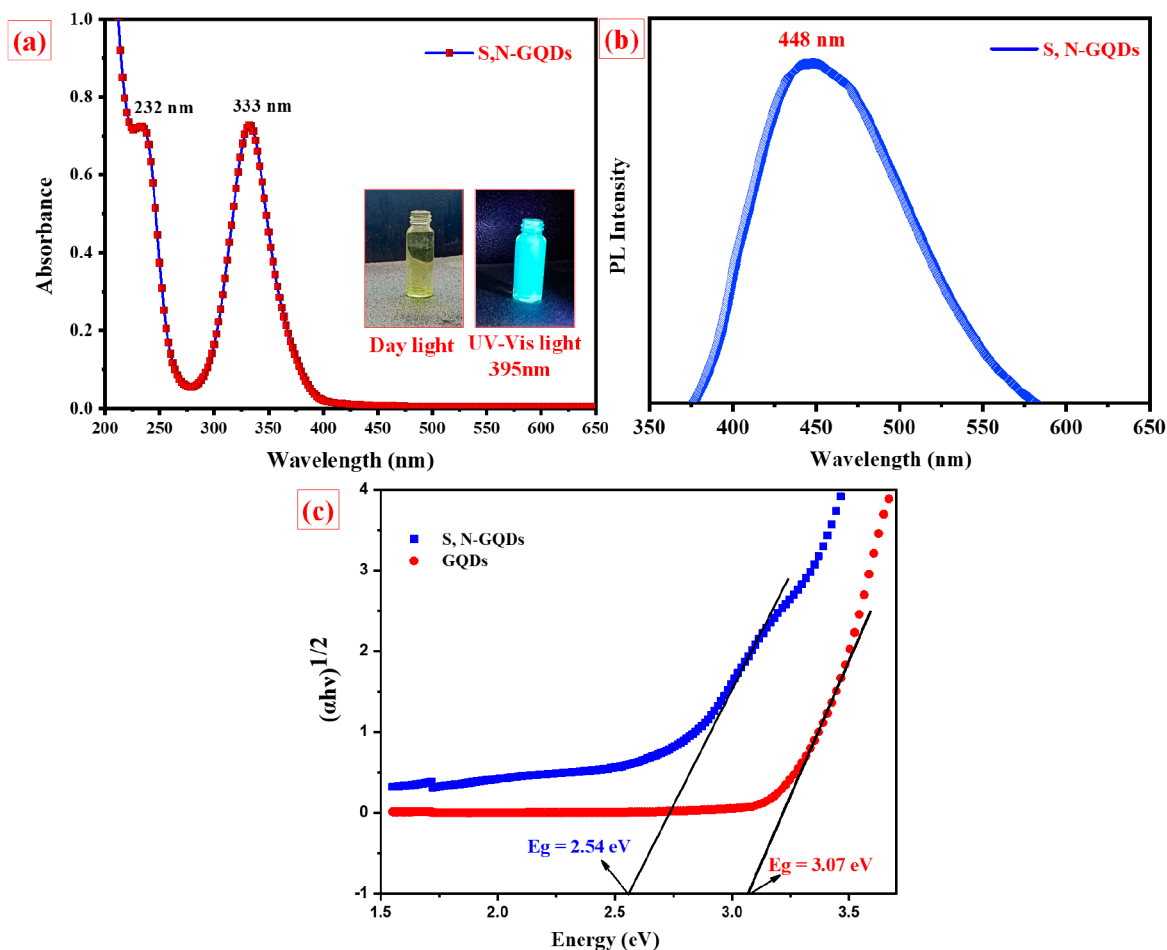 (a)
S,N-GQDs
232 nm
333 nm
Absorbance
1.0
0.8
0.6
0.4
0.2
0.0
Day light
UV-Vis light
395nm
200 250 300 350 400 450 500 550 600 650
Wavelength (nm)
(b)
448 nm
S, N-GQDs
PL Intensity
350 400 450 500 550 600 650
Wavelength (nm)
(c)
S, N-GQDs
GQDs
(αhν)1/2
4
3
2
1
0
-1
Eg = 2.54 eV
Eg = 3.07 eV
1.5 2.0 2.5 3.0 3.5
Energy (eV)